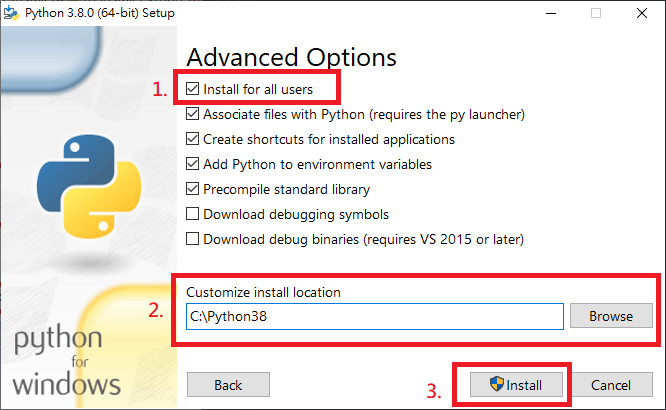 Python 3.8.0 (64-bit) Setup
Advanced Options
1.
Install for all users
Associate files with Python (requires the py launcher)
Create shortcuts for installed applications
Add Python to environment variables
Precompile standard library
Download debugging symbols
Download debug binaries (requires VS 2015 or later)
2.
Customize install location
C:\Python38
Browse
python
for
windows
Back
3.
Install
Cancel